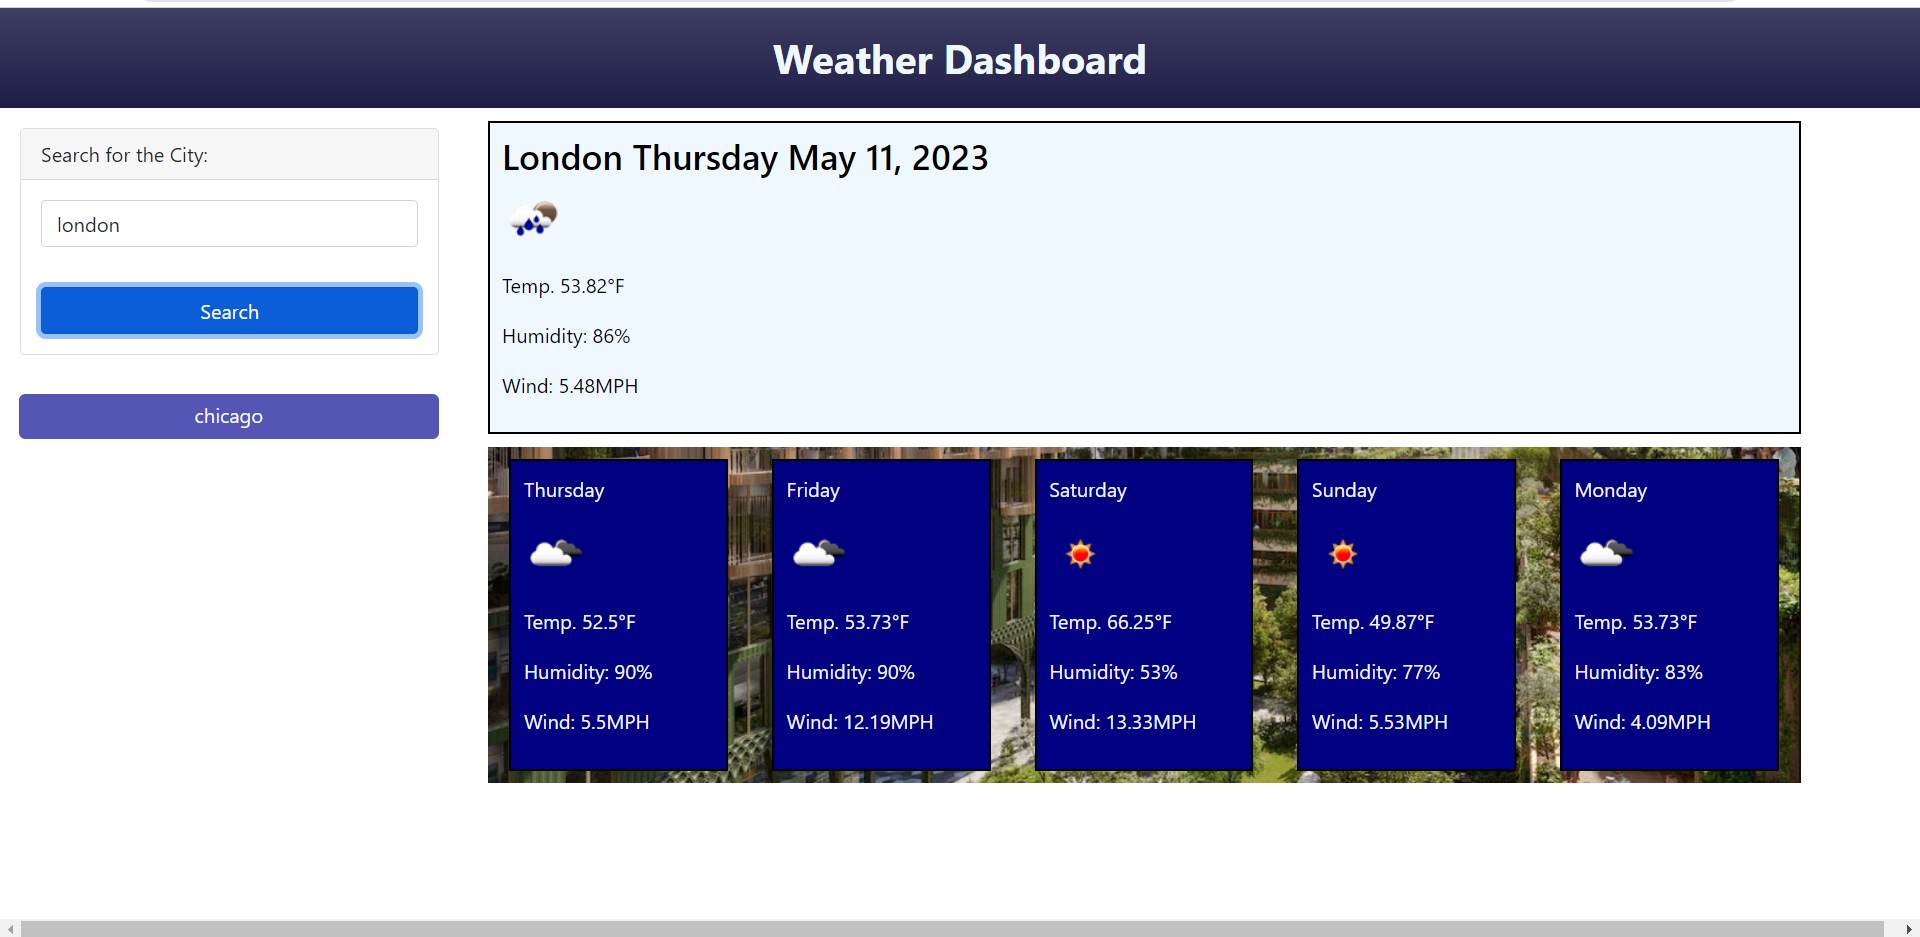 Weather Dashboard
Search for the City:
london
Search
chicago
London Thursday May 11, 2023
Temp. 53.82°F
Humidity: 86%
Wind: 5.48MPH
Thursday
Temp. 52.5°F
Humidity: 90%
Wind: 5.5MPH
Friday
Temp. 53.73°F
Humidity: 90%
Wind: 12.19MPH
Saturday
Temp. 66.25°F
Humidity: 53%
Wind: 13.33MPH
Sunday
Temp. 49.87°F
Humidity: 77%
Wind: 5.53MPH
Monday
Temp. 53.73°F
Humidity: 83%
Wind: 4.09MPH